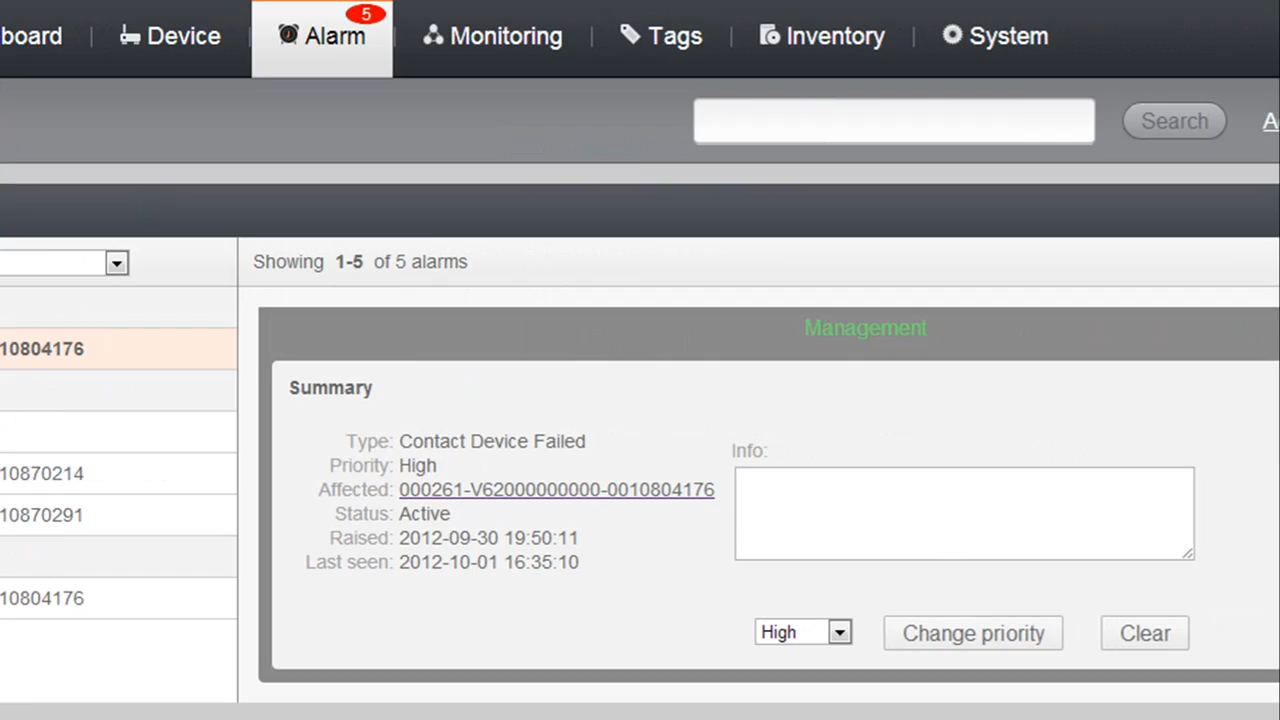 board | Device | Alarm 5 | Monitoring | Tags | Inventory | System
Search A
Showing 1-5 of 5 alarms
Management
10804176
Summary
Type: Contact Device Failed
Info:
Priority: High
10870214
Affected: 000261-V62000000000-0010804176
10870291
Status: Active
Raised: 2012-09-30 19:50:11
Last seen: 2012-10-01 16:35:10
10804176
High Change priority Clear